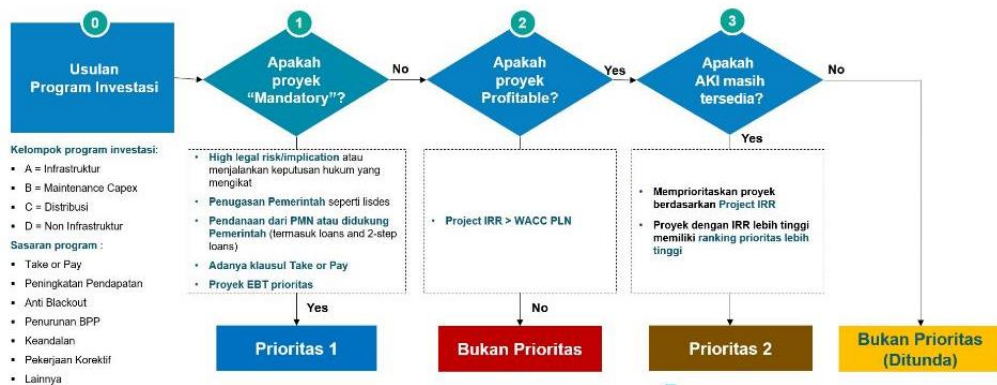 0
Usulan
Program Investasi
Kelompok program investasi:
▪ A = Infrastruktur
▪ B = Maintenance Capex
▪ C = Distribusi
▪ D = Non Infrastruktur
Sasaran program :
▪ Take or Pay
▪ Peningkatan Pendapatan
▪ Anti Blackout
▪ Penurunan BPP
▪ Keandalan
▪ Pekerjaan Korektif
▪ Lainnya
1
Apakah
proyek
“Mandatory”?
No
• High legal risk/implication atau
menjalankan keputusan hukum yang
mengikat
• Penugasan Pemerintah seperti lisdes
• Pendanaan dari PMN atau didukung
Pemerintah (termasuk loans and 2-step
loans)
• Adanya klausul Take or Pay
• Proyek EBT prioritas
Yes
Prioritas 1
2
Apakah
proyek
Profitable?
Yes
• Project IRR > WACC PLN
No
Bukan Prioritas
3
Apakah
AKI masih
tersedia?
No
Yes
• Memprioritaskan proyek
berdasarkan Project IRR
• Proyek dengan IRR lebih tinggi
memiliki ranking prioritas lebih
tinggi
Prioritas 2
Bukan Prioritas
(Ditunda)